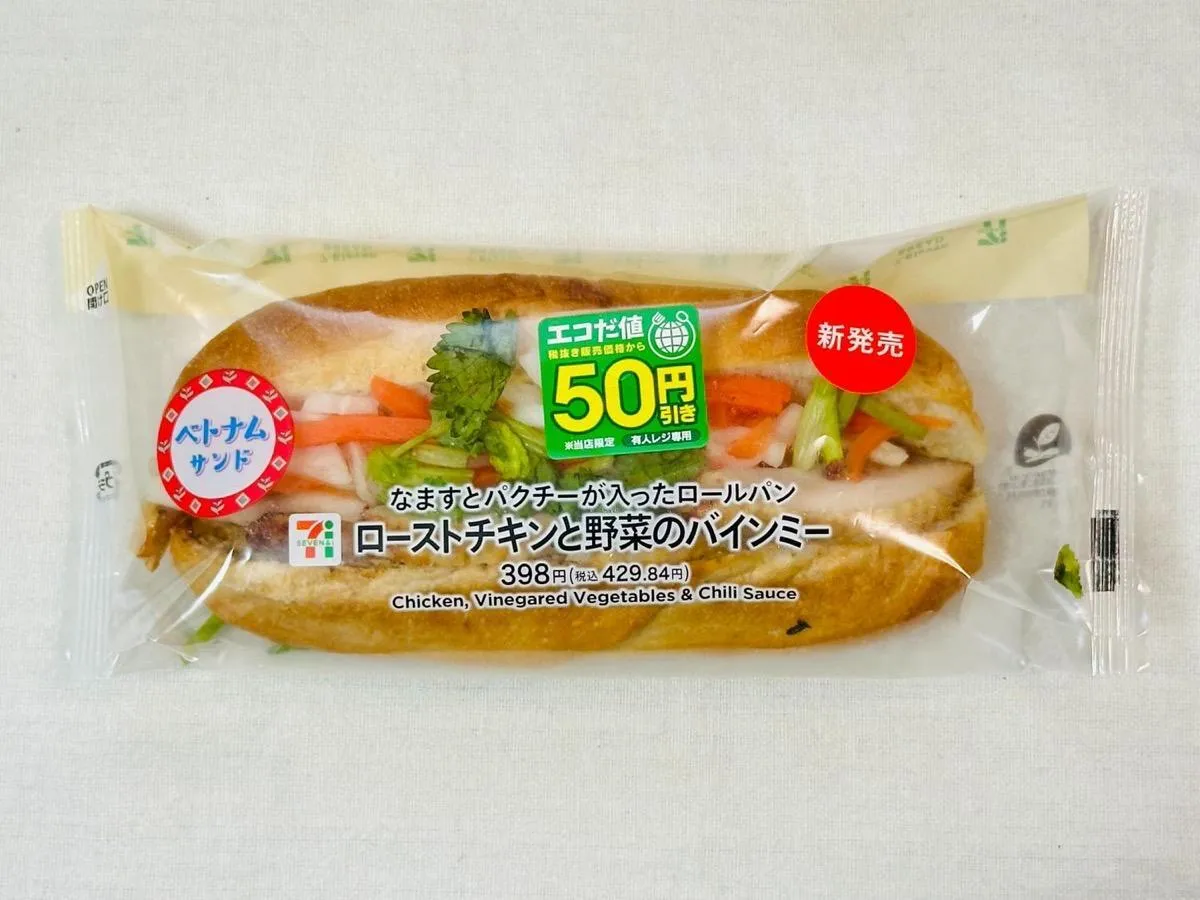 OPEN
開け口
ベトナム
サンド
エコだ値
税抜き販売価格から
50円
引き
※当店限定 有人レジ専用
新発売
なますとパクチーが入ったロールパン
SEVEN&i
ローストチキンと野菜のバインミー
398円(税込 429.84円)
Chicken, Vinegared Vegetables & Chili Sauce